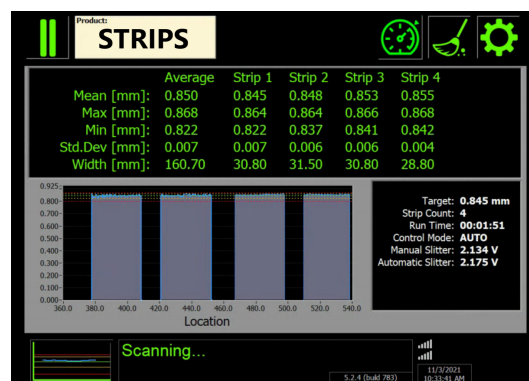 Product:
STRIPS
Average Strip 1 Strip 2 Strip 3 Strip 4
Mean [mm]: 0.850 0.845 0.848 0.853 0.855
Max [mm]: 0.868 0.864 0.864 0.866 0.868
Min [mm]: 0.822 0.822 0.837 0.841 0.842
Std.Dev [mm]: 0.007 0.007 0.006 0.006 0.004
Width [mm]: 160.70 30.80 31.50 30.80 28.80
0.925
0.800
0.700
0.600
0.500
0.400
0.300
0.200
0.100
0.000
360.0 380.0 400.0 420.0 440.0 460.0 480.0 500.0 520.0 540.0
Location
Target: 0.845 mm
Strip Count: 4
Run Time: 00:01:51
Control Mode: AUTO
Manual Slitter: 2.134 V
Automatic Slitter: 2.175 V
Scanning...
5.2.4 (build 783)
11/3/2021
10:33:41 AM